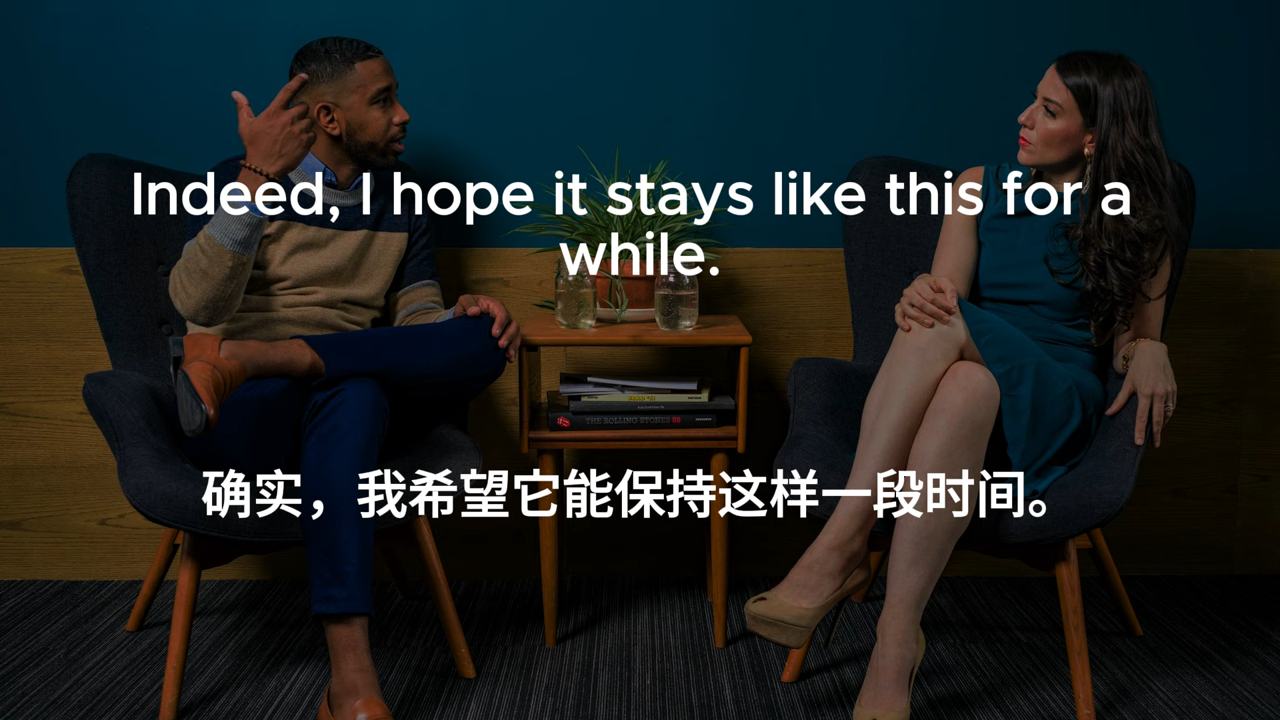 Indeed, I hope it stays like this for a
while.
THE ROLLING STONES
确实，我希望它能保持这样一段时间。